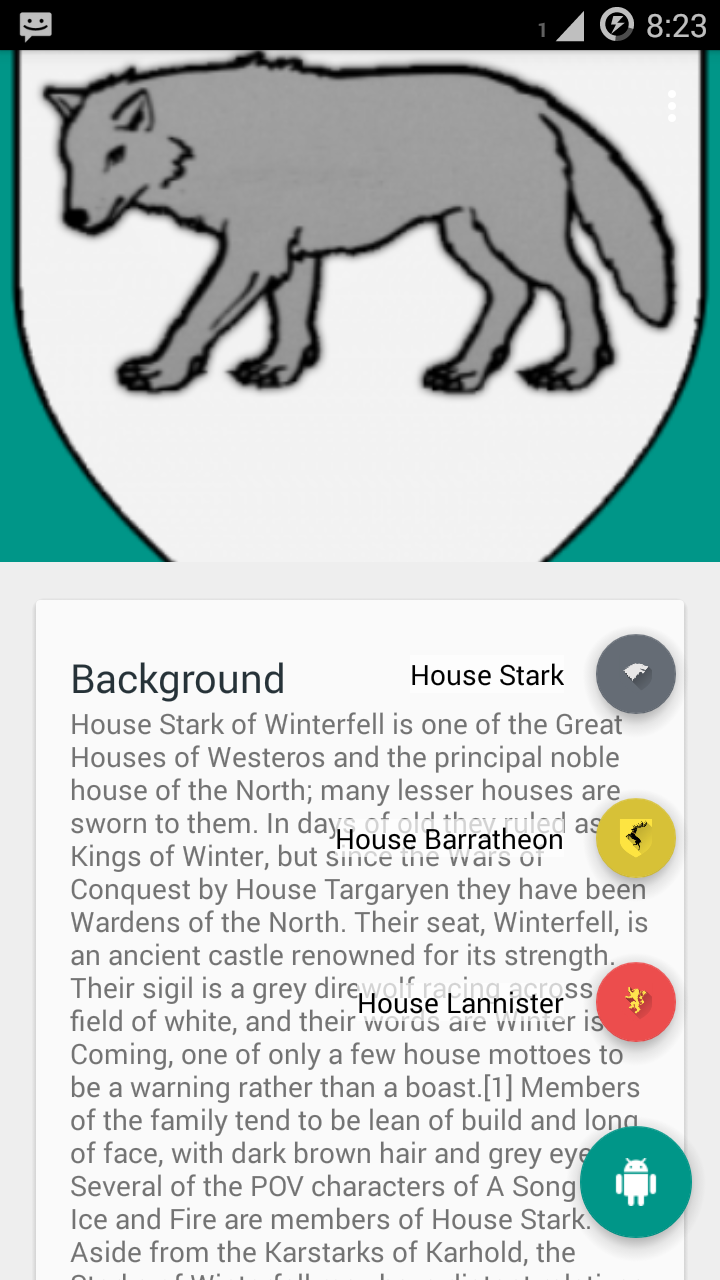 1 8:23
Background
House Stark
House Stark of Winterfell is one of the Great
Houses of Westeros and the principal noble
house of the North; many lesser houses are
sworn to them. In days of old they ruled as
House Barratheon
Kings of Winter, but since the Wars of
Conquest by House Targaryen they have been
Wardens of the North. Their seat, Winterfell, is
an ancient castle renowned for its strength.
Their sigil is a grey direwolf racing across
House Lannister
field of white, and their words are Winter is
Coming, one of only a few house mottoes to
be a warning rather than a boast.[1] Members
of the family tend to be lean of build and long
of face, with dark brown hair and grey eye
Several of the POV characters of A Song
Ice and Fire are members of House Stark.
Aside from the Karstarks of Karhold, the